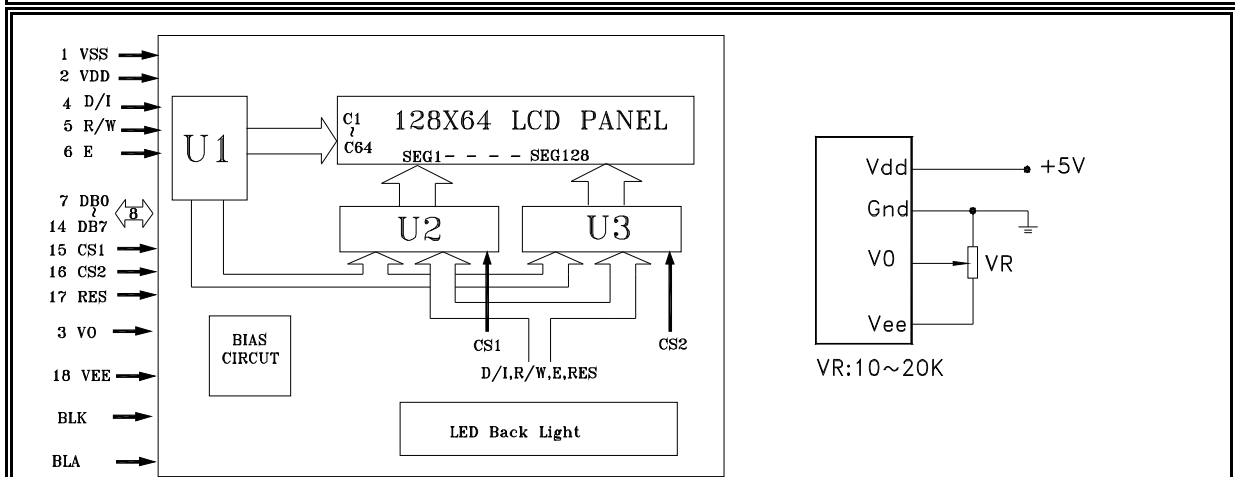 1 VSS
2 VDD
4 D/I
5 R/W
6 E
7 DB0
~
14 DB7
8
15 CS1
16 CS2
17 RES
3 VO
18 VEE
BLK
BLA
U1
C1
~
C64
128X64 LCD PANEL
SEG1- - - - SEG128
U2
U3
CS1
CS2
D/I,R/W,E,RES
BIAS
CIRCUT
LED Back Light
Vdd
+5V
Gnd
V0
VR
Vee
VR:10~20K